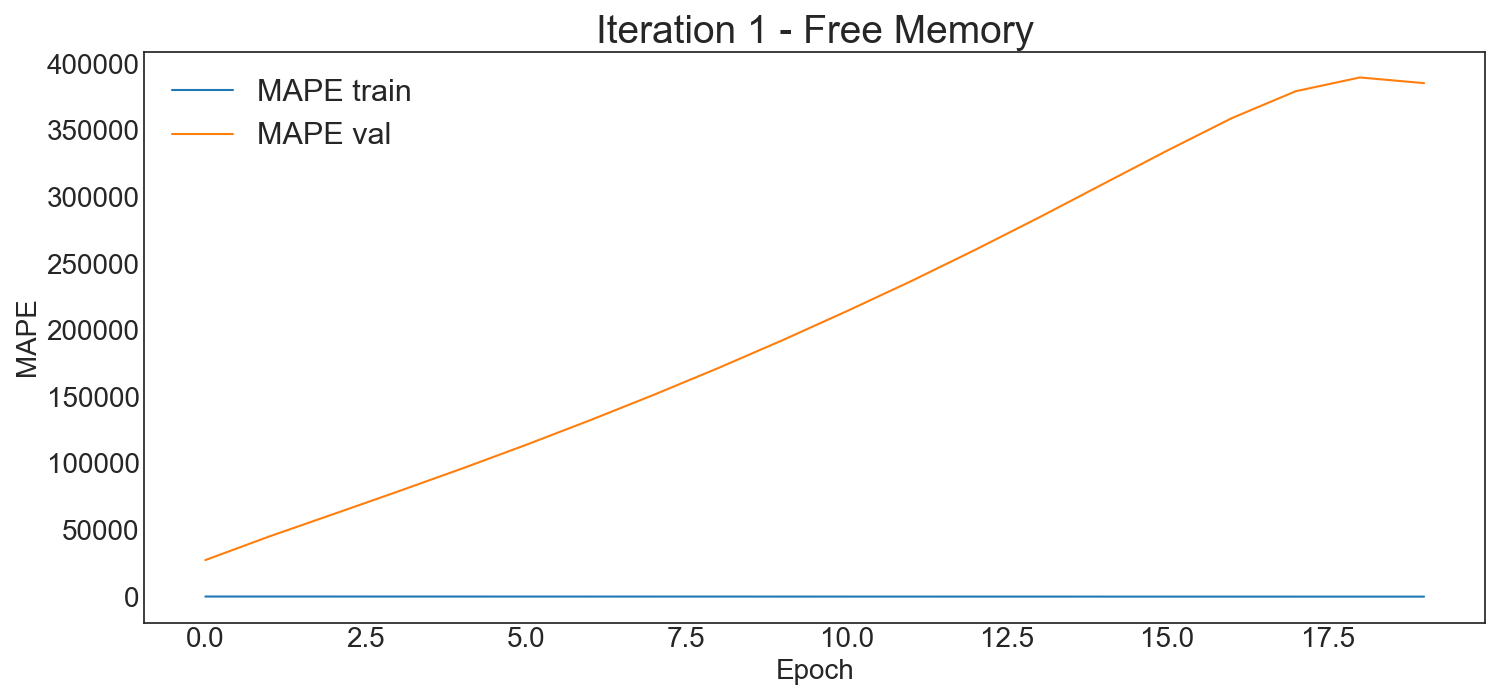 Iteration 1 - Free Memory
MAPE train
MAPE val
MAPE
400000
350000
300000
250000
200000
150000
100000
50000
0
0.0 2.5 5.0 7.5 10.0 12.5 15.0 17.5
Epoch